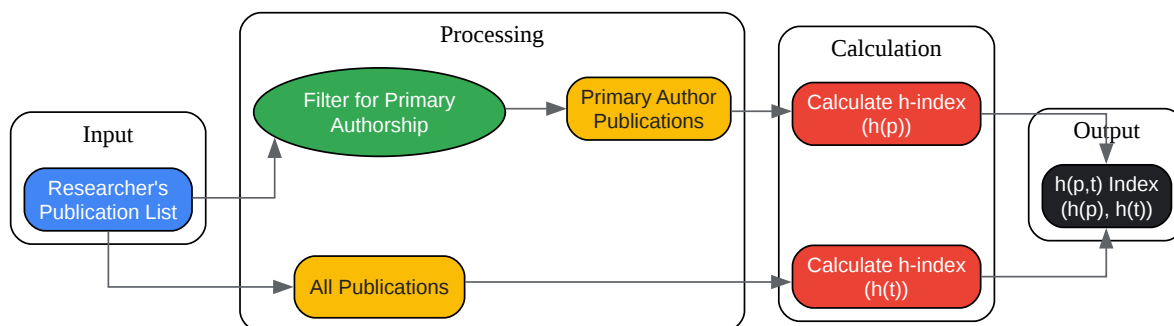 Input
Researcher's
Publication List
Processing
Filter for Primary
Authorship
Primary Author
Publications
All Publications
Calculation
Calculate h-index
(h(p))
Calculate h-index
(h(t))
Output
h(p,t) Index
(h(p), h(t))